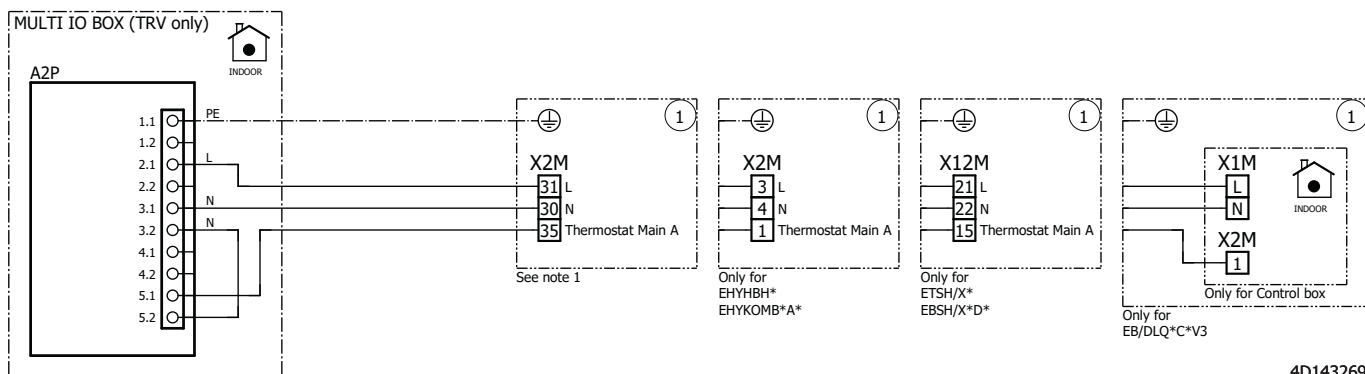 MULTI IO BOX (TRV only)
INDOOR
A2P
1.1
1.2
2.1
2.2
3.1
3.2
4.1
4.2
5.1
5.2
PE
L
N
N
1
X2M
31 L
30 N
35 Thermostat Main A
See note 1
1
X2M
3 L
4 N
1 Thermostat Main A
Only for
EHYHBH*
EHYKOMB*A*
1
X12M
21 L
22 N
15 Thermostat Main A
Only for
ETSH/X*
EBSH/X*D*
1
X1M
L
N
INDOOR
X2M
1
Only for Control box
Only for
EB/DLQ*C*V3
4D143269